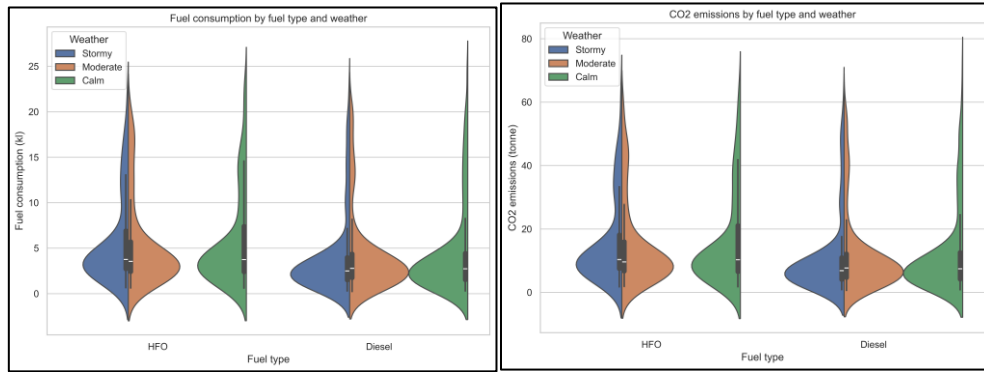 Fuel consumption by fuel type and weather
Weather
Stormy
Moderate
Calm
25
20
15
10
5
0
Fuel consumption (kl)
HFO
Diesel
Fuel type
CO2 emissions by fuel type and weather
Weather
Stormy
Moderate
Calm
80
60
40
20
0
CO2 emissions (tonne)
HFO
Diesel
Fuel type